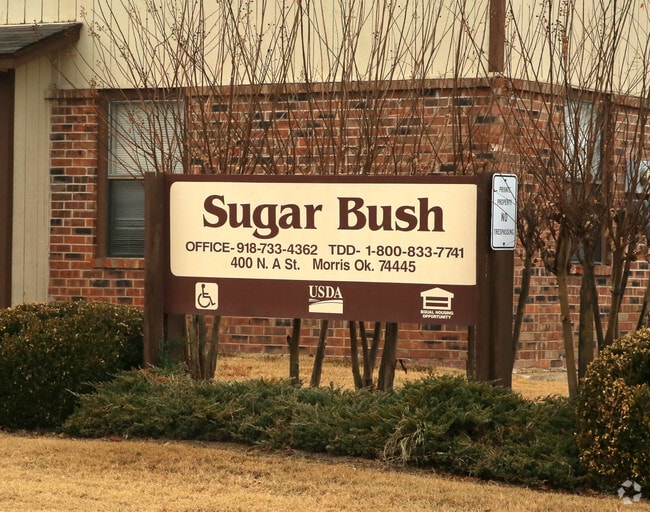 Sugar Bush
OFFICE-918-733-4362 TDD- 1-800-833-7741
400 N. A St. Morris Ok. 74445
USDA
EQUAL HOUSING
OPPORTUNITY
PRIVATE
PROPERTY
NO
TRESPASSING